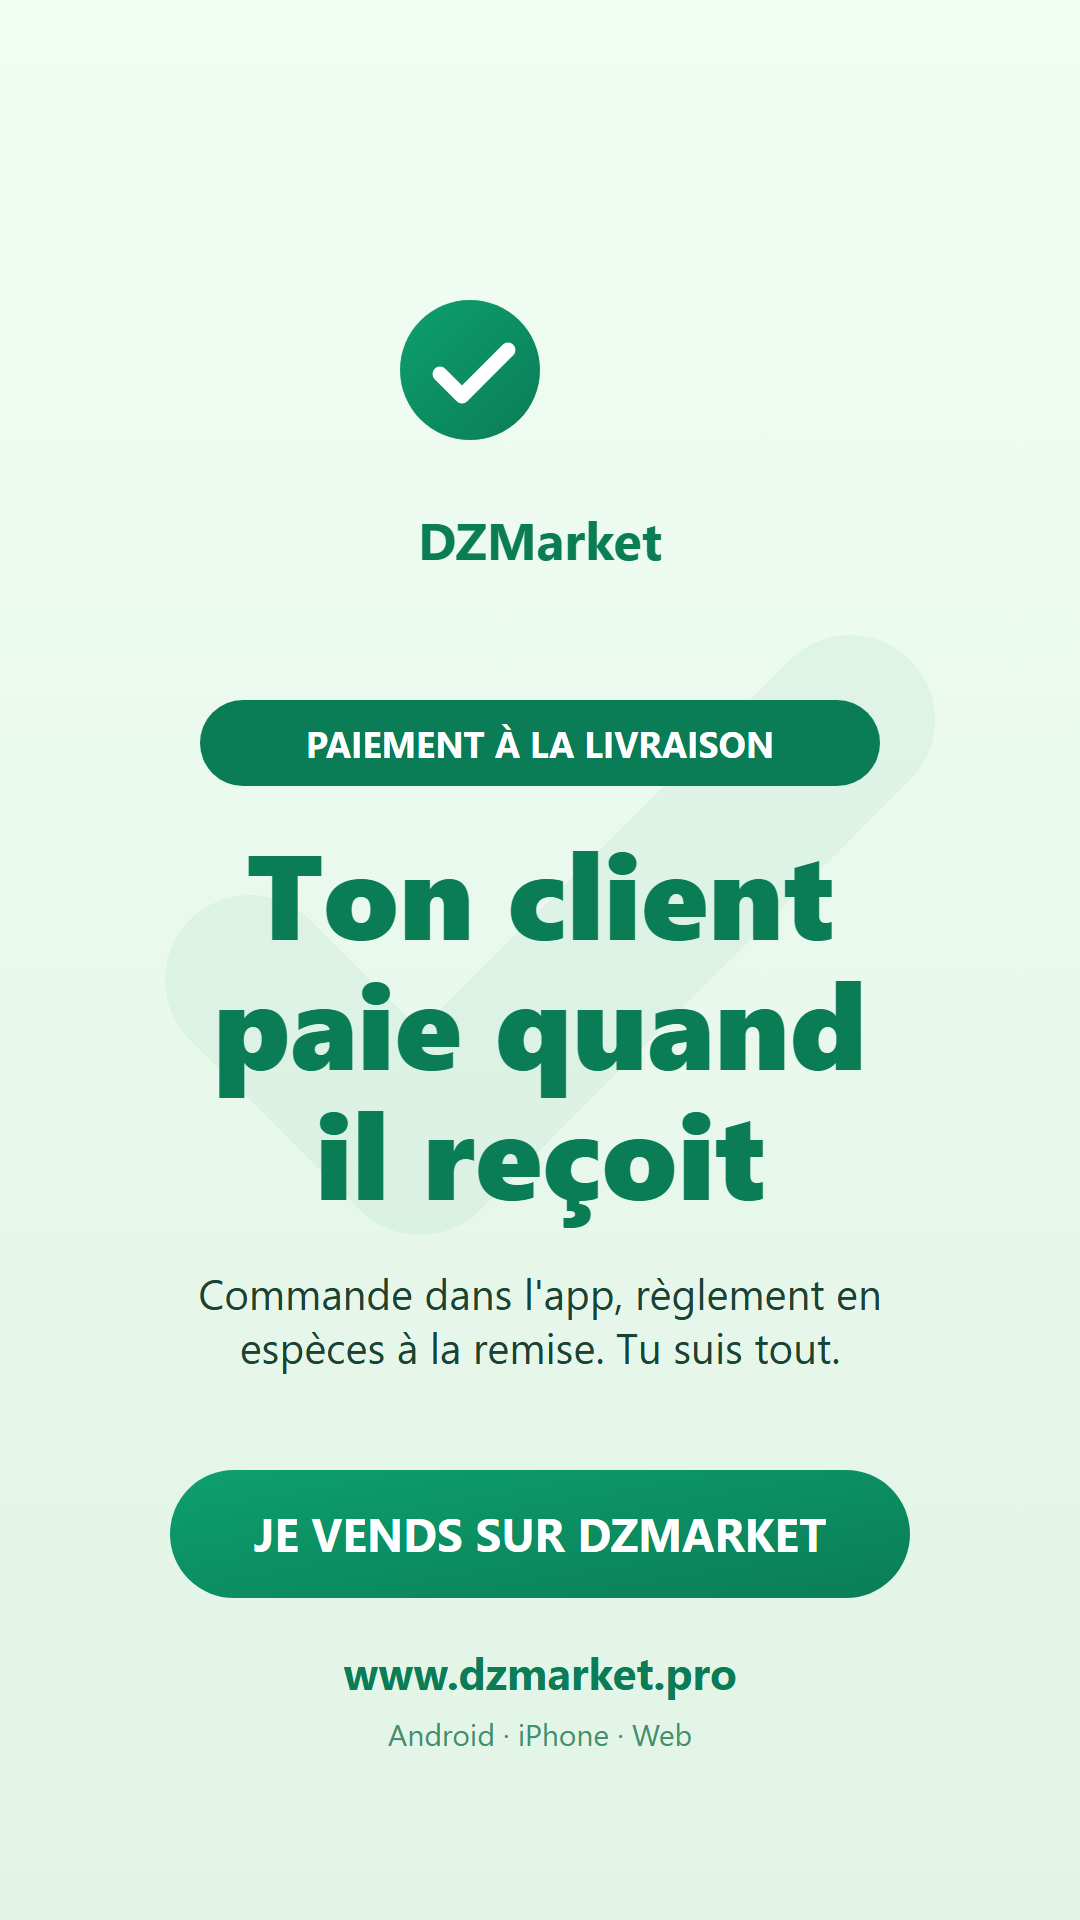 DZMarket
PAIEMENT À LA LIVRAISON
Ton client
paie quand
il reçoit
Commande dans l'app, règlement en
espèces à la remise. Tu suis tout.
JE VENDS SUR DZMARKET
www.dzmarket.pro
Android · iPhone · Web